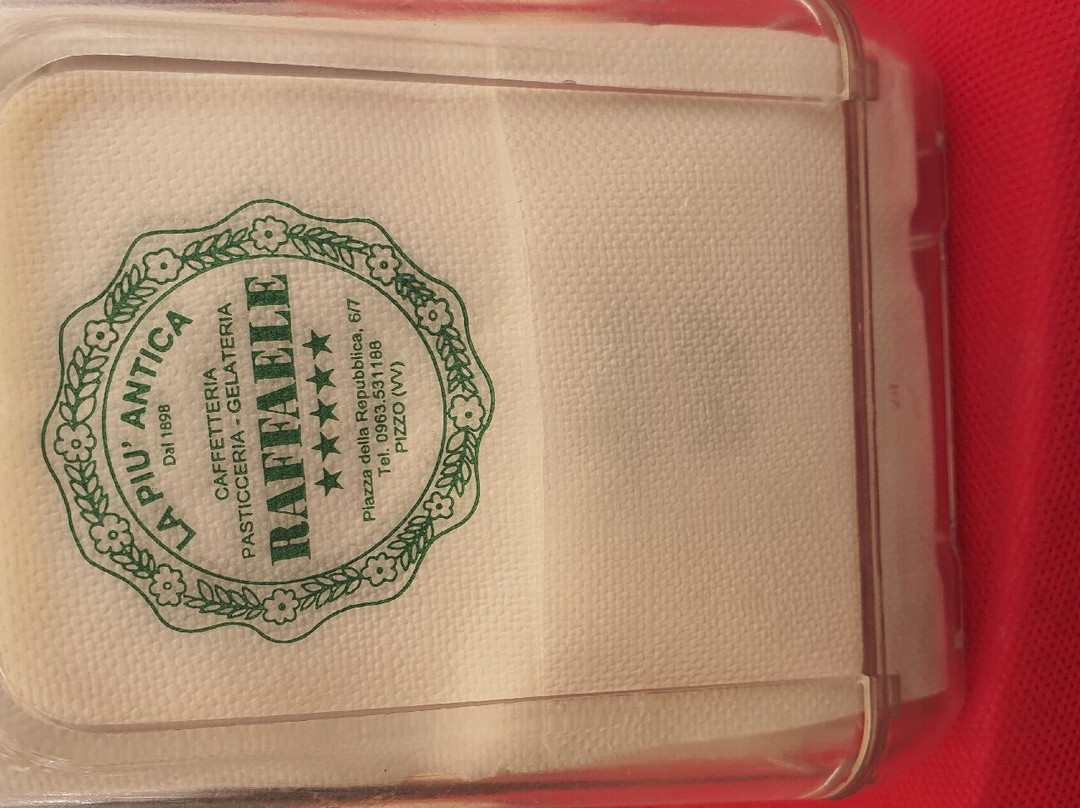 LA PIU' ANTICA
Dal 1898
CAFFETTERIA
PASTICCERIA - GELATERIA
RAFFAELE
Piazza della Repubblica, 6/7
Tel. 0963.531188
PIZZO (VV)